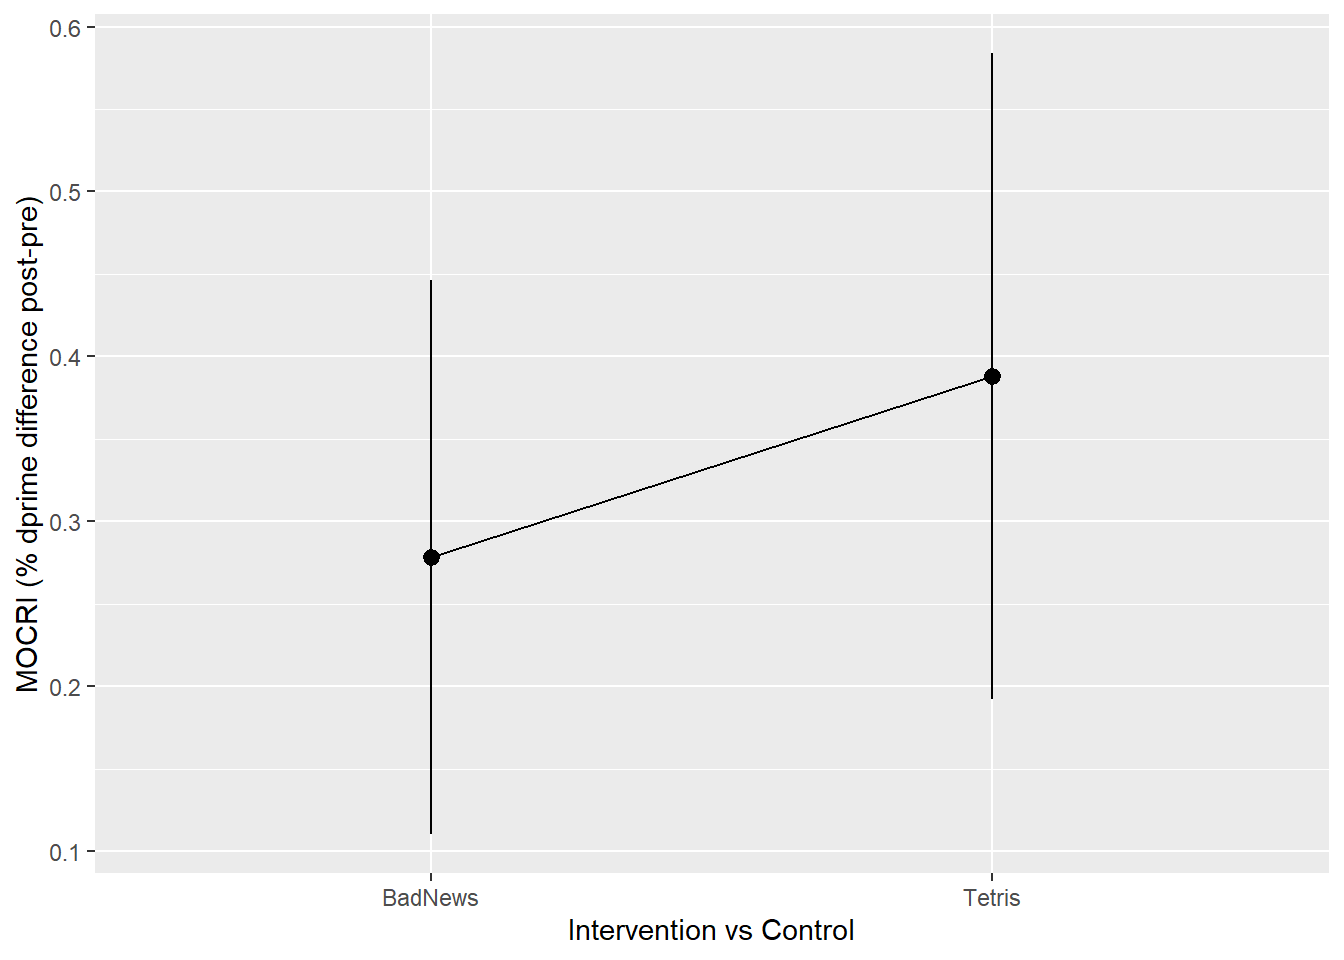 MOCRI (% dprime difference post-pre)
0.6
0.5
0.4
0.3
0.2
0.1
BadNews Tetris
Intervention vs Control